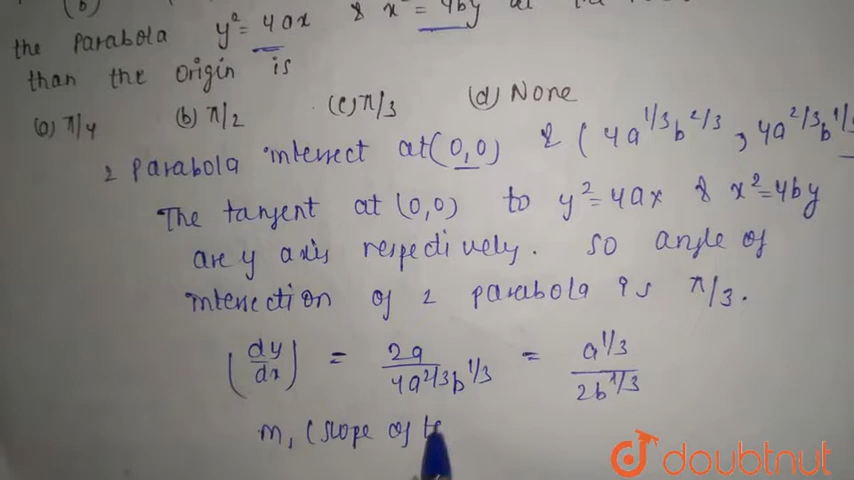 (b)
the Parabola y² = 4ax & x² = 4by at the
than the origin is
(a) π/4 (b) π/2 (c) π/3 (d) None
2 Parabola intersect at (0,0) & (4a^1/3 b^2/3, 4a^2/3 b^1/3
The tangent at (0,0) to y² = 4ax & x² = 4by
are y axis respectively. So angle of
intersection of 2 parabola is π/3.
(dy/dx) = 2a/4a^2/3 b^1/3 = a^1/3/2b^1/3
m, (slope of
doubtnut